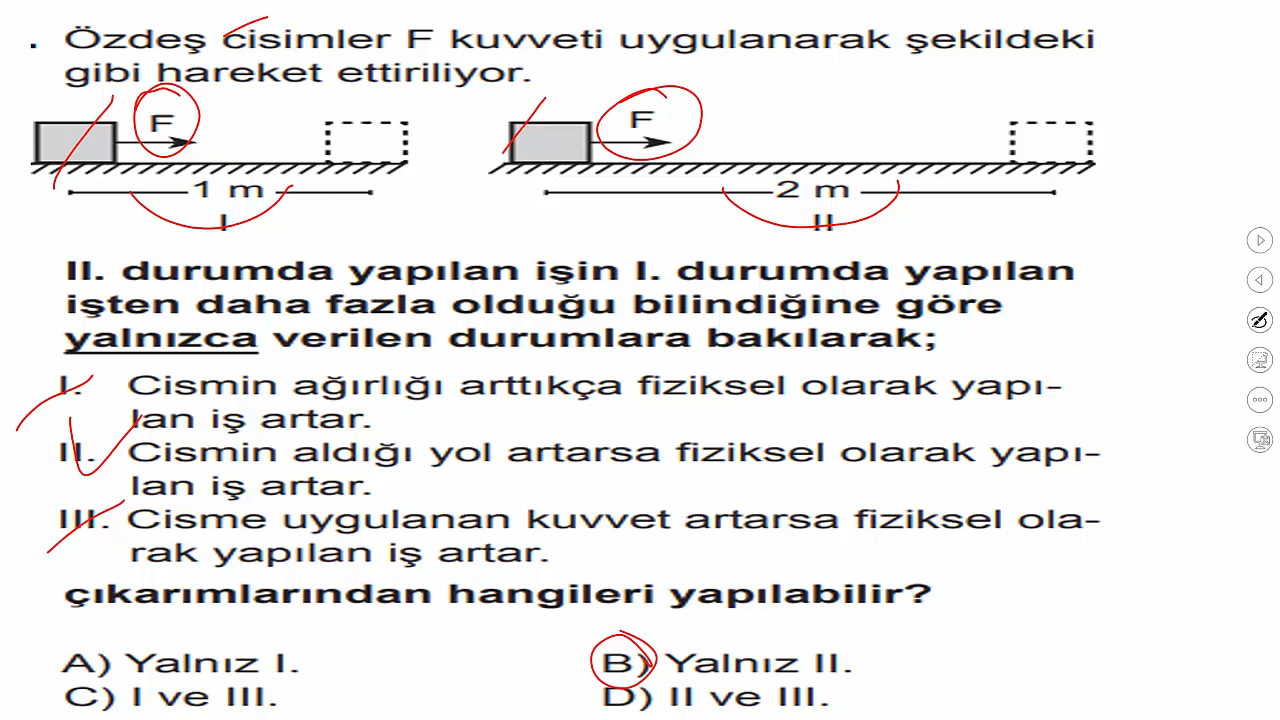 . Özdeş cisimler F kuvveti uygulanarak şekildeki
gibi hareket ettiriliyor.
F
F
1 m
2 m
I
II
II. durumda yapılan işin I. durumda yapılan
işten daha fazla olduğu bilindiğine göre
yalnızca verilen durumlara bakılarak;
I. Cismin ağırlığı arttıkça fiziksel olarak yapı-
lan iş artar.
II. Cismin aldığı yol artarsa fiziksel olarak yapı-
lan iş artar.
III. Cisme uygulanan kuvvet artarsa fiziksel ola-
rak yapılan iş artar.
çıkarımlarından hangileri yapılabilir?
A) Yalnız I. B) Yalnız II.
C) I ve III. D) II ve III.